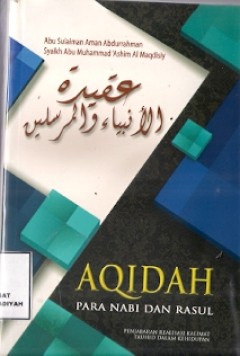 Abu Sulaiman Aman Abdurrahman
Syaikh Abu Muhammad 'Ashim Al Maqdisiy
عقيدة
الأنبياء والمرسلين
AQIDAH
PARA NABI DAN RASUL
PENJABARAN REALISASI KALIMAT
TAUHID DALAM KEHIDUPAN